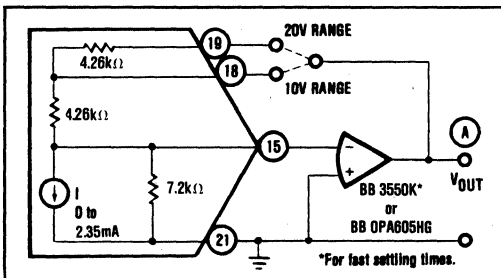 19
20V RANGE
4.26kΩ
18
10V RANGE
4.26kΩ
15
−
A
+
VOUT
I
0 to
2.35mA
7.2kΩ
BB 3550K*
or
BB OPA605HG
21
*For fast settling times.